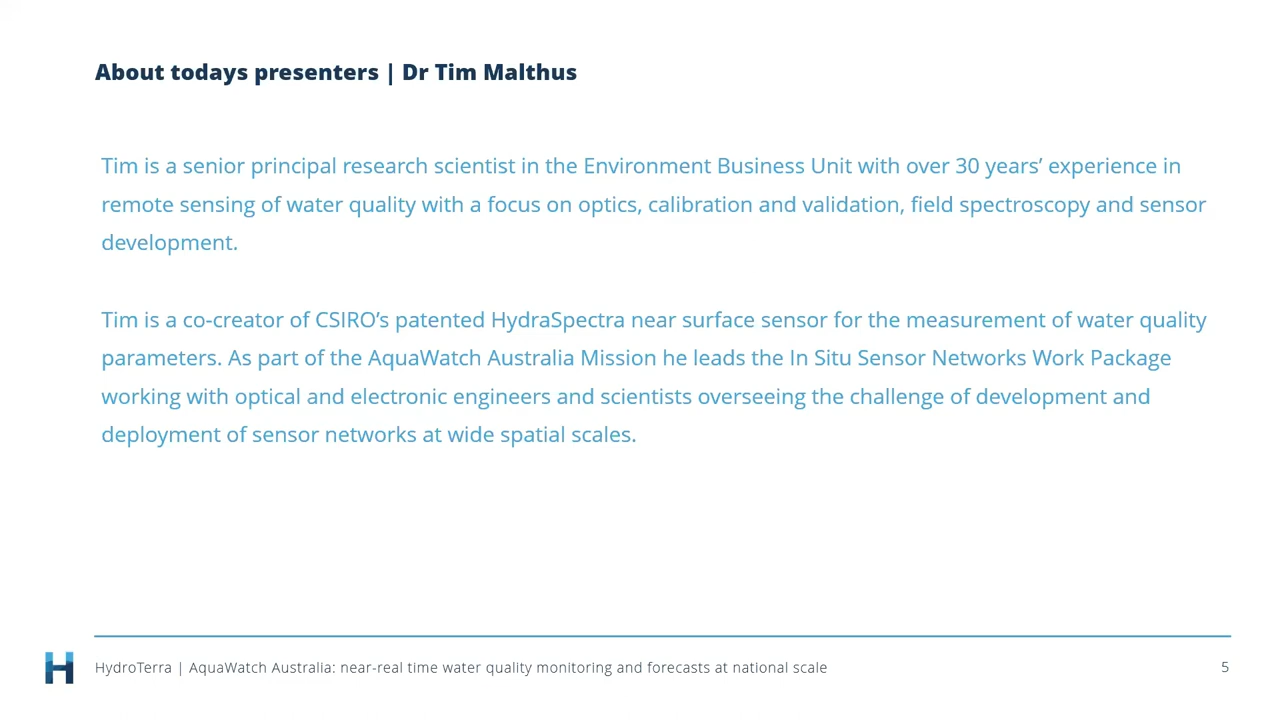 About todays presenters | Dr Tim Malthus
Tim is a senior principal research scientist in the Environment Business Unit with over 30 years’ experience in
remote sensing of water quality with a focus on optics, calibration and validation, field spectroscopy and sensor
development.
Tim is a co-creator of CSIRO’s patented HydraSpectra near surface sensor for the measurement of water quality
parameters. As part of the AquaWatch Australia Mission he leads the In Situ Sensor Networks Work Package
working with optical and electronic engineers and scientists overseeing the challenge of development and
deployment of sensor networks at wide spatial scales.
HydroTerra | AquaWatch Australia: near-real time water quality monitoring and forecasts at national scale
5